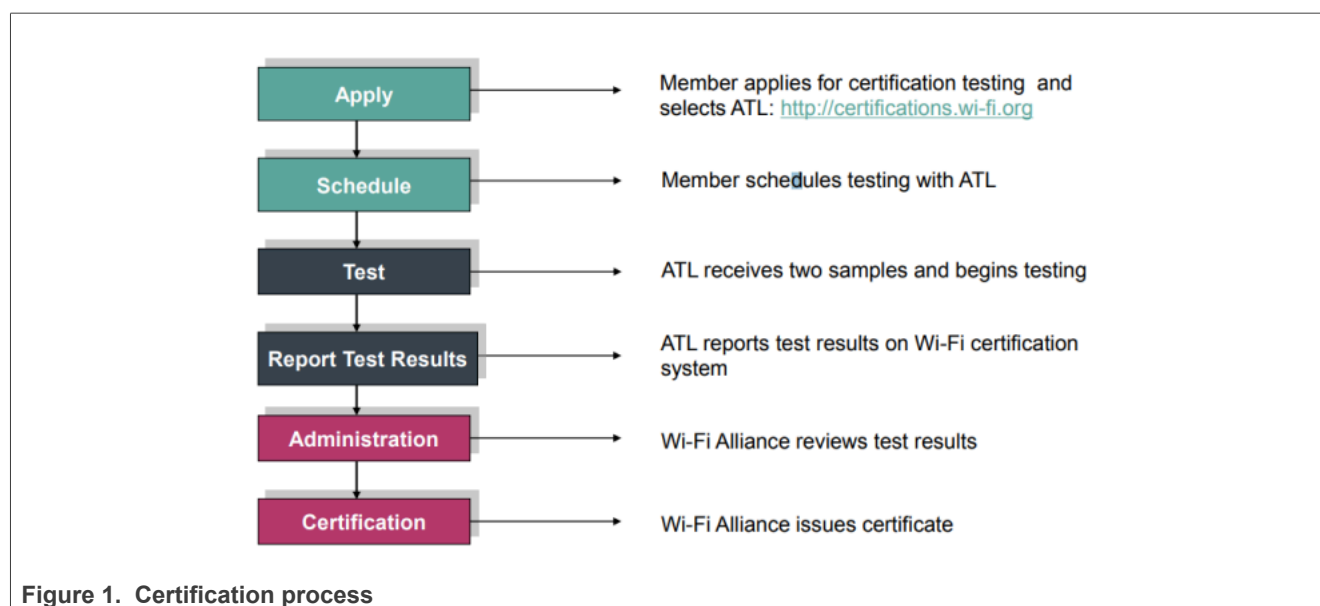 Apply
Member applies for certification testing and
selects ATL: http://certifications.wi-fi.org
Schedule
Member schedules testing with ATL
Test
ATL receives two samples and begins testing
Report Test Results
ATL reports test results on Wi-Fi certification
system
Administration
Wi-Fi Alliance reviews test results
Certification
Wi-Fi Alliance issues certificate
Figure 1. Certification process